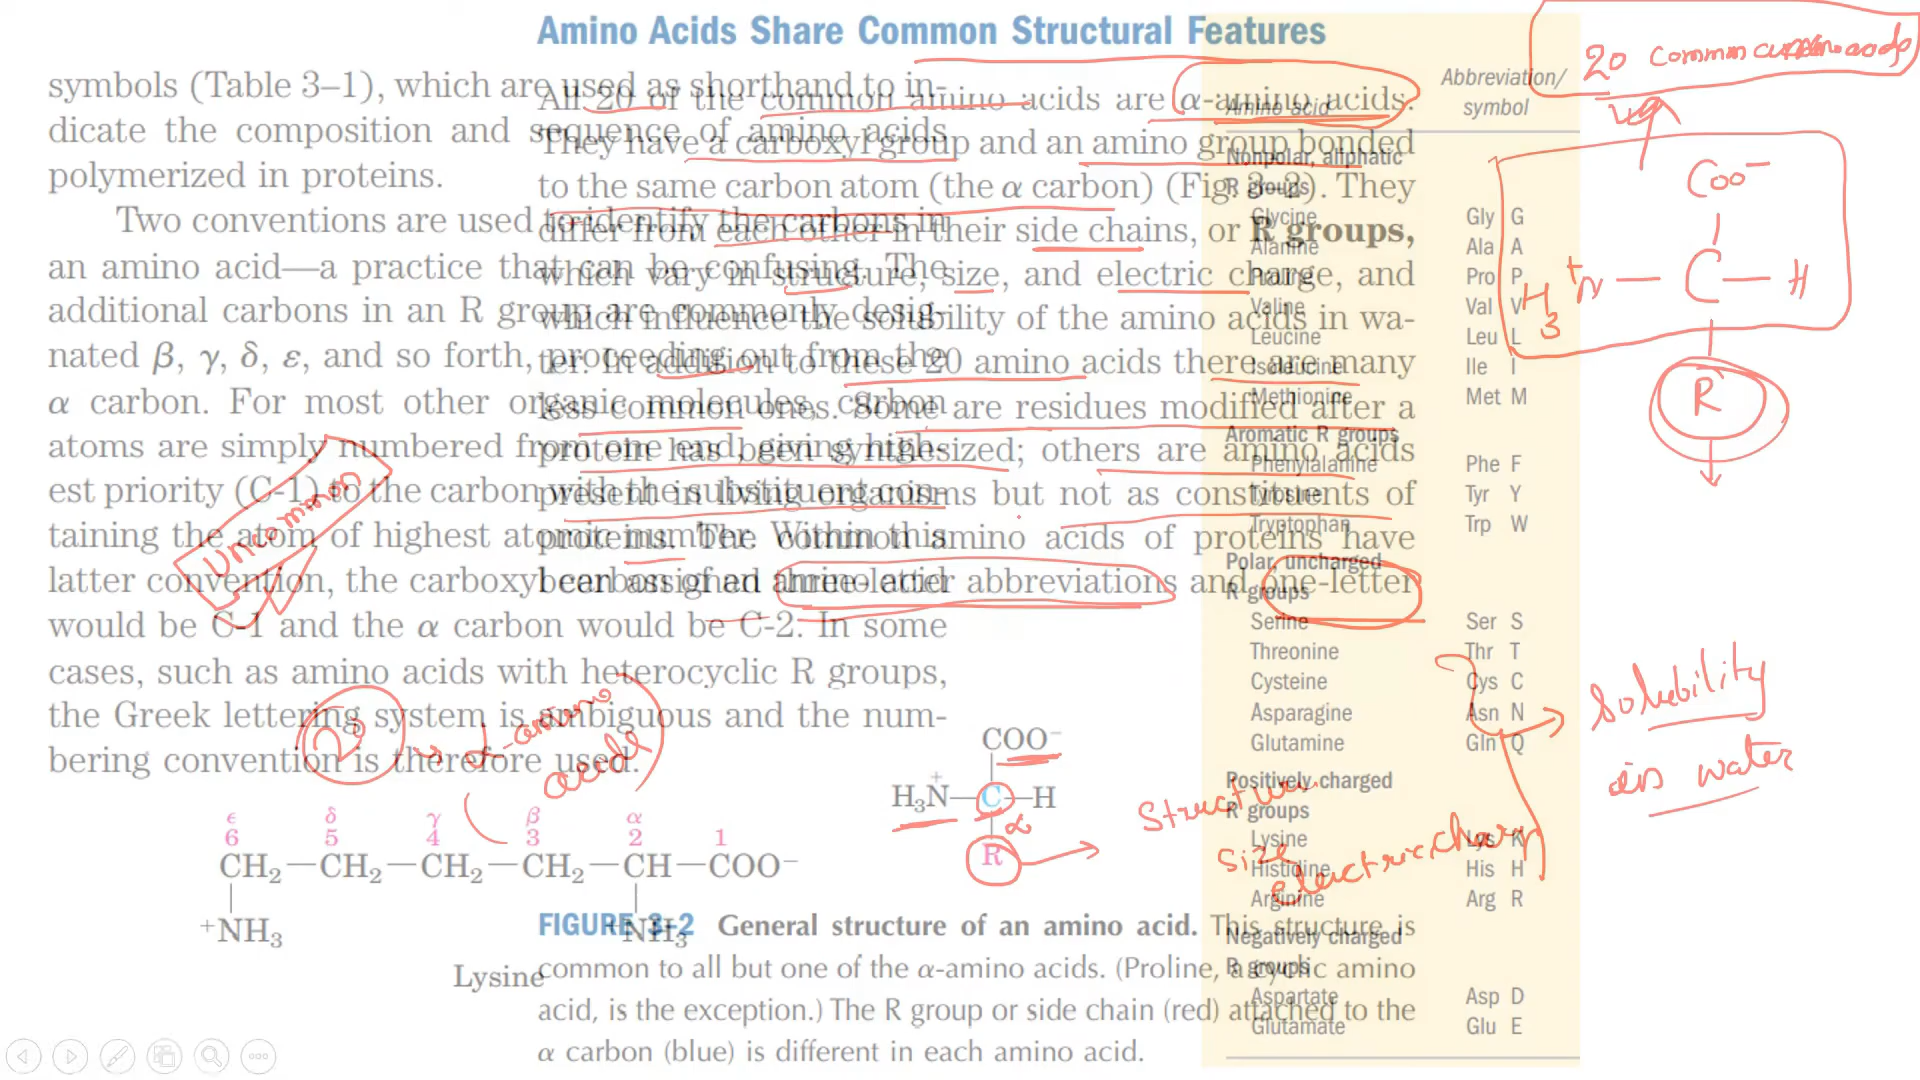 Amino Acids Share Common Structural Features
symbols (Table 3–1), which are used as shorthand to in-
dicate the composition and sequence of amino acids
polymerized in proteins.
Two conventions are used to identify the carbons in
an amino acid—a practice that can be confusing. The
additional carbons in an R group are commonly desig-
nated β, γ, δ, ε, and so forth, proceeding out from the
α carbon. For most other organic molecules, carbon
atoms are simply numbered from one end, giving high-
est priority (C-1) to the carbon with the substituent con-
taining the atom of highest atomic number. Within this
latter convention, the carboxyl carbon of an amino acid
would be C-1 and the α carbon would be C-2. In some
cases, such as amino acids with heterocyclic R groups,
the Greek lettering system is ambiguous and the num-
bering convention is therefore used.
ϵ δ γ β α
6 5 4 3 2 1
CH2—CH2—CH2—CH2—CH—COO−
+NH3 +NH3
Lysine
All 20 of the common amino acids are α-amino acids.
They have a carboxyl group and an amino group bonded
to the same carbon atom (the α carbon) (Fig. 3–2). They
differ from each other in their side chains, or R groups,
which vary in structure, size, and electric charge, and
which influence the solubility of the amino acids in wa-
ter. In addition to these 20 amino acids there are many
less common ones. Some are residues modified after a
protein has been synthesized; others are amino acids
present in living organisms but not as constituents of
proteins. The common amino acids of proteins have
been assigned three-letter abbreviations and one-letter
COO−
H3N+—C—H
α
R
FIGURE 3–2 General structure of an amino acid. This structure is
common to all but one of the α-amino acids. (Proline, a cyclic amino
acid, is the exception.) The R group or side chain (red) attached to the
α carbon (blue) is different in each amino acid.
Amino acid Abbreviation/
symbol
Nonpolar, aliphatic
R groups
Glycine Gly G
Alanine Ala A
Proline Pro P
Valine Val V
Leucine Leu L
Isoleucine Ile I
Methionine Met M
Aromatic R groups
Phenylalanine Phe F
Tyrosine Tyr Y
Tryptophan Trp W
Polar, uncharged
R groups
Serine Ser S
Threonine Thr T
Cysteine Cys C
Asparagine Asn N
Glutamine Gln Q
Positively charged
R groups
Lysine Lys K
Histidine His H
Arginine Arg R
Negatively charged
R groups
Aspartate Asp D
Glutamate Glu E
Uncommon
20 α-amino
acids
Structure
Size
electric charge
20 common amino acids
COO−
H3+N — C — H
R
Solubility
in water